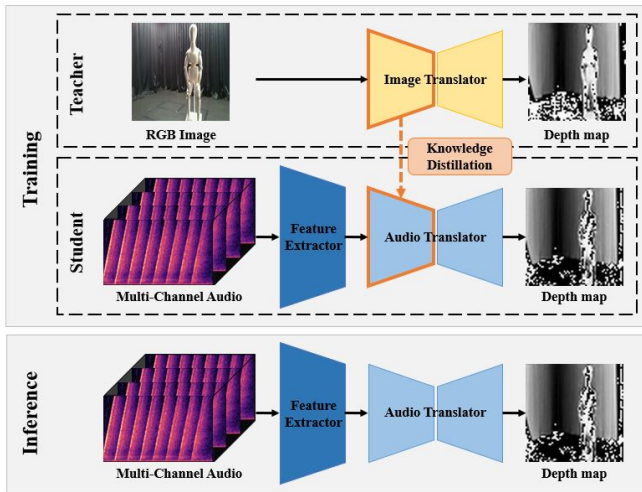 Training
Teacher
RGB Image
Image Translator
Depth map
Knowledge
Distillation
Student
Multi-Channel Audio
Feature
Extractor
Audio Translator
Depth map
Inference
Multi-Channel Audio
Feature
Extractor
Audio Translator
Depth map